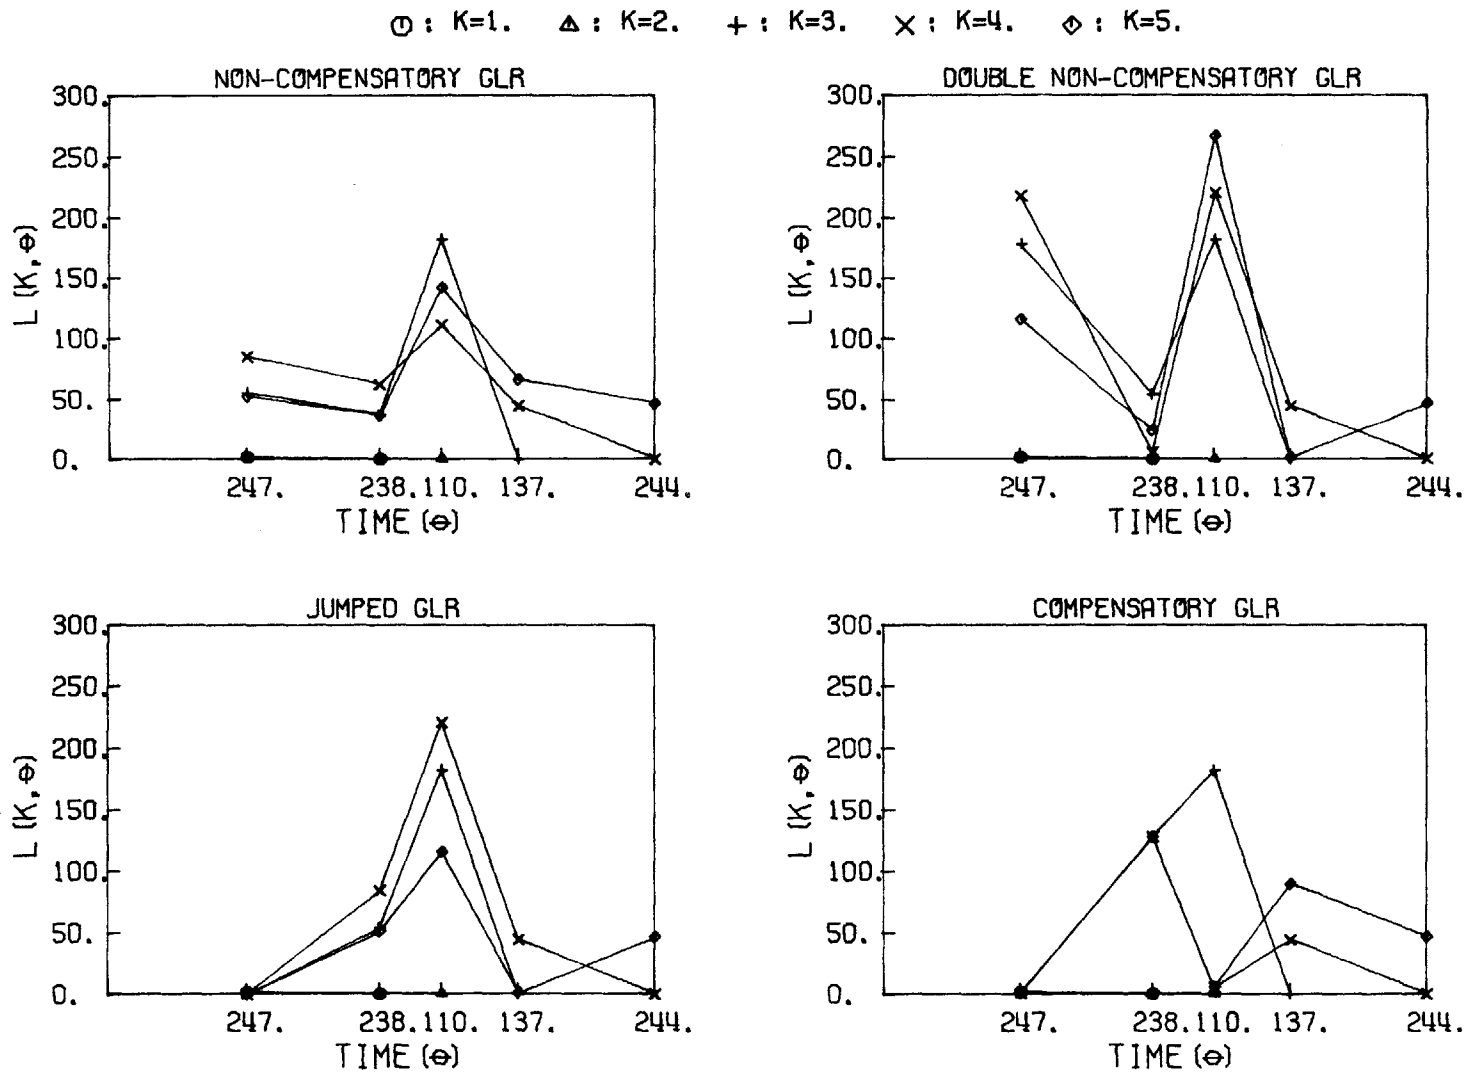 ⊙: K=1. △: K=2. +: K=3. ×: K=4. ◇: K=5.
NON-COMPENSATORY GLR
300.
250.
200.
150.
100.
50.
0.
L (K,Θ)
247. 238. 110. 137. 244.
TIME (Θ)
DOUBLE NON-COMPENSATORY GLR
300.
250.
200.
150.
100.
50.
0.
L (K,Θ)
247. 238. 110. 137. 244.
TIME (Θ)
JUMPED GLR
300.
250.
200.
150.
100.
50.
0.
L (K,Θ)
247. 238. 110. 137. 244.
TIME (Θ)
COMPENSATORY GLR
300.
250.
200.
150.
100.
50.
0.
L (K,Θ)
247. 238. 110. 137. 244.
TIME (Θ)